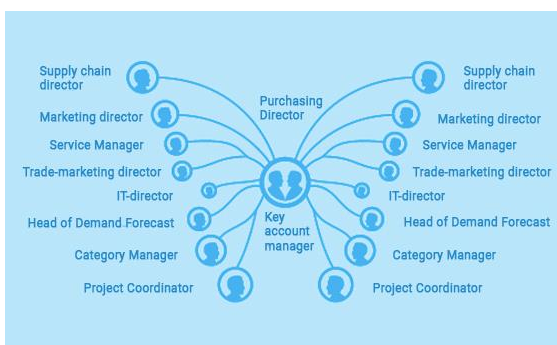 Supply chain
director
Marketing director
Service Manager
Trade-marketing director
IT-director
Head of Demand Forecast
Category Manager
Project Coordinator
Purchasing
Director
Key
account
manager
Supply chain
director
Marketing director
Service Manager
Trade-marketing director
IT-director
Head of Demand Forecast
Category Manager
Project Coordinator